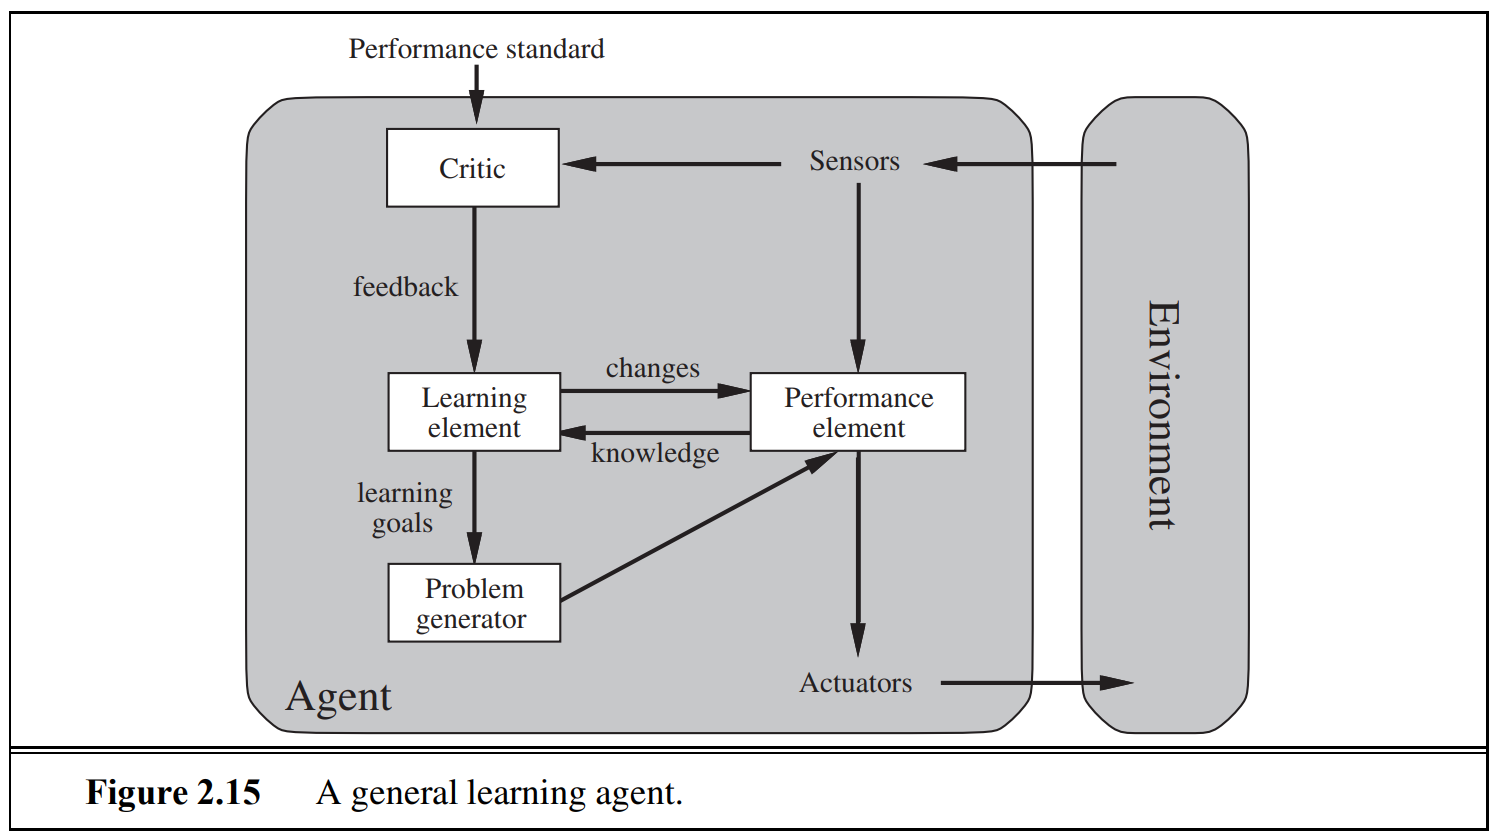 Performance standard
Critic
Sensors
feedback
changes
Learning
element
Performance
element
knowledge
learning
goals
Problem
generator
Actuators
Agent
Environment
Figure 2.15 A general learning agent.